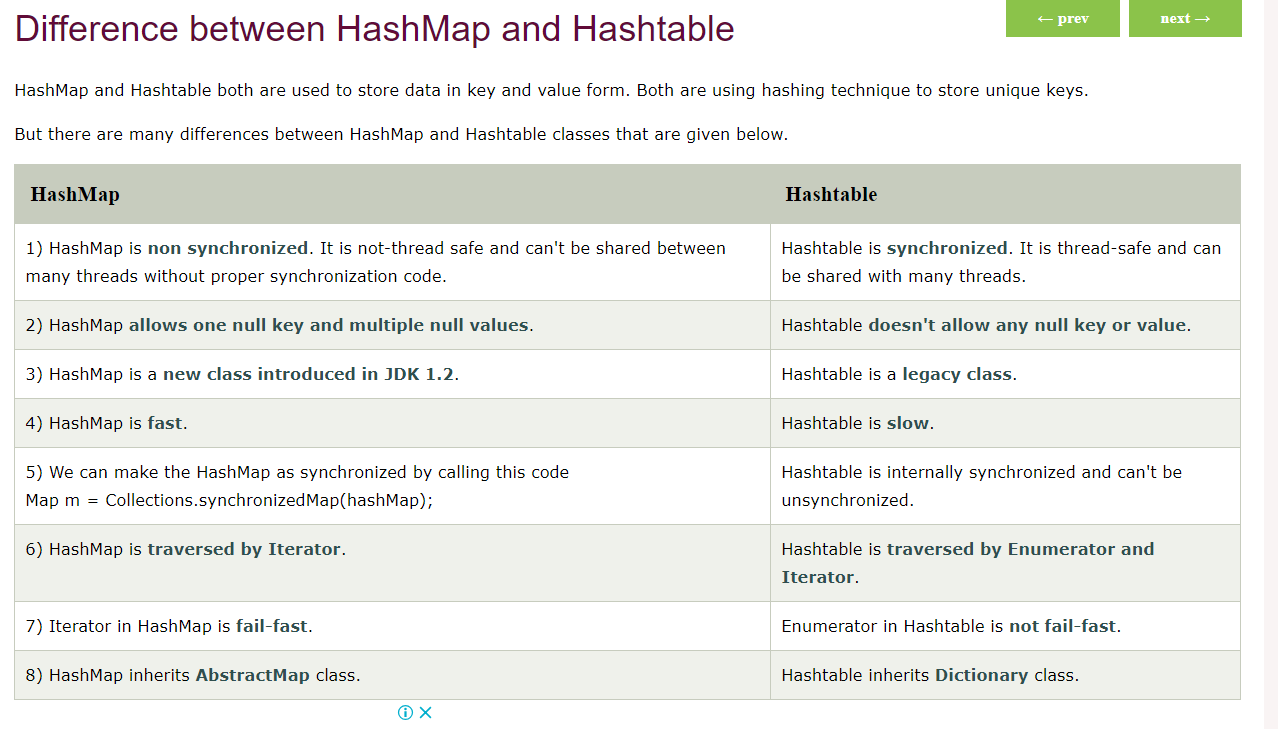 Difference between HashMap and Hashtable
← prev
next →
HashMap and Hashtable both are used to store data in key and value form. Both are using hashing technique to store unique keys.
But there are many differences between HashMap and Hashtable classes that are given below.
HashMap
Hashtable
1) HashMap is non synchronized. It is not-thread safe and can't be shared between
many threads without proper synchronization code.
Hashtable is synchronized. It is thread-safe and can
be shared with many threads.
2) HashMap allows one null key and multiple null values.
Hashtable doesn't allow any null key or value.
3) HashMap is a new class introduced in JDK 1.2.
Hashtable is a legacy class.
4) HashMap is fast.
Hashtable is slow.
5) We can make the HashMap as synchronized by calling this code
Map m = Collections.synchronizedMap(hashMap);
Hashtable is internally synchronized and can't be
unsynchronized.
6) HashMap is traversed by Iterator.
Hashtable is traversed by Enumerator and
Iterator.
7) Iterator in HashMap is fail-fast.
Enumerator in Hashtable is not fail-fast.
8) HashMap inherits AbstractMap class.
Hashtable inherits Dictionary class.